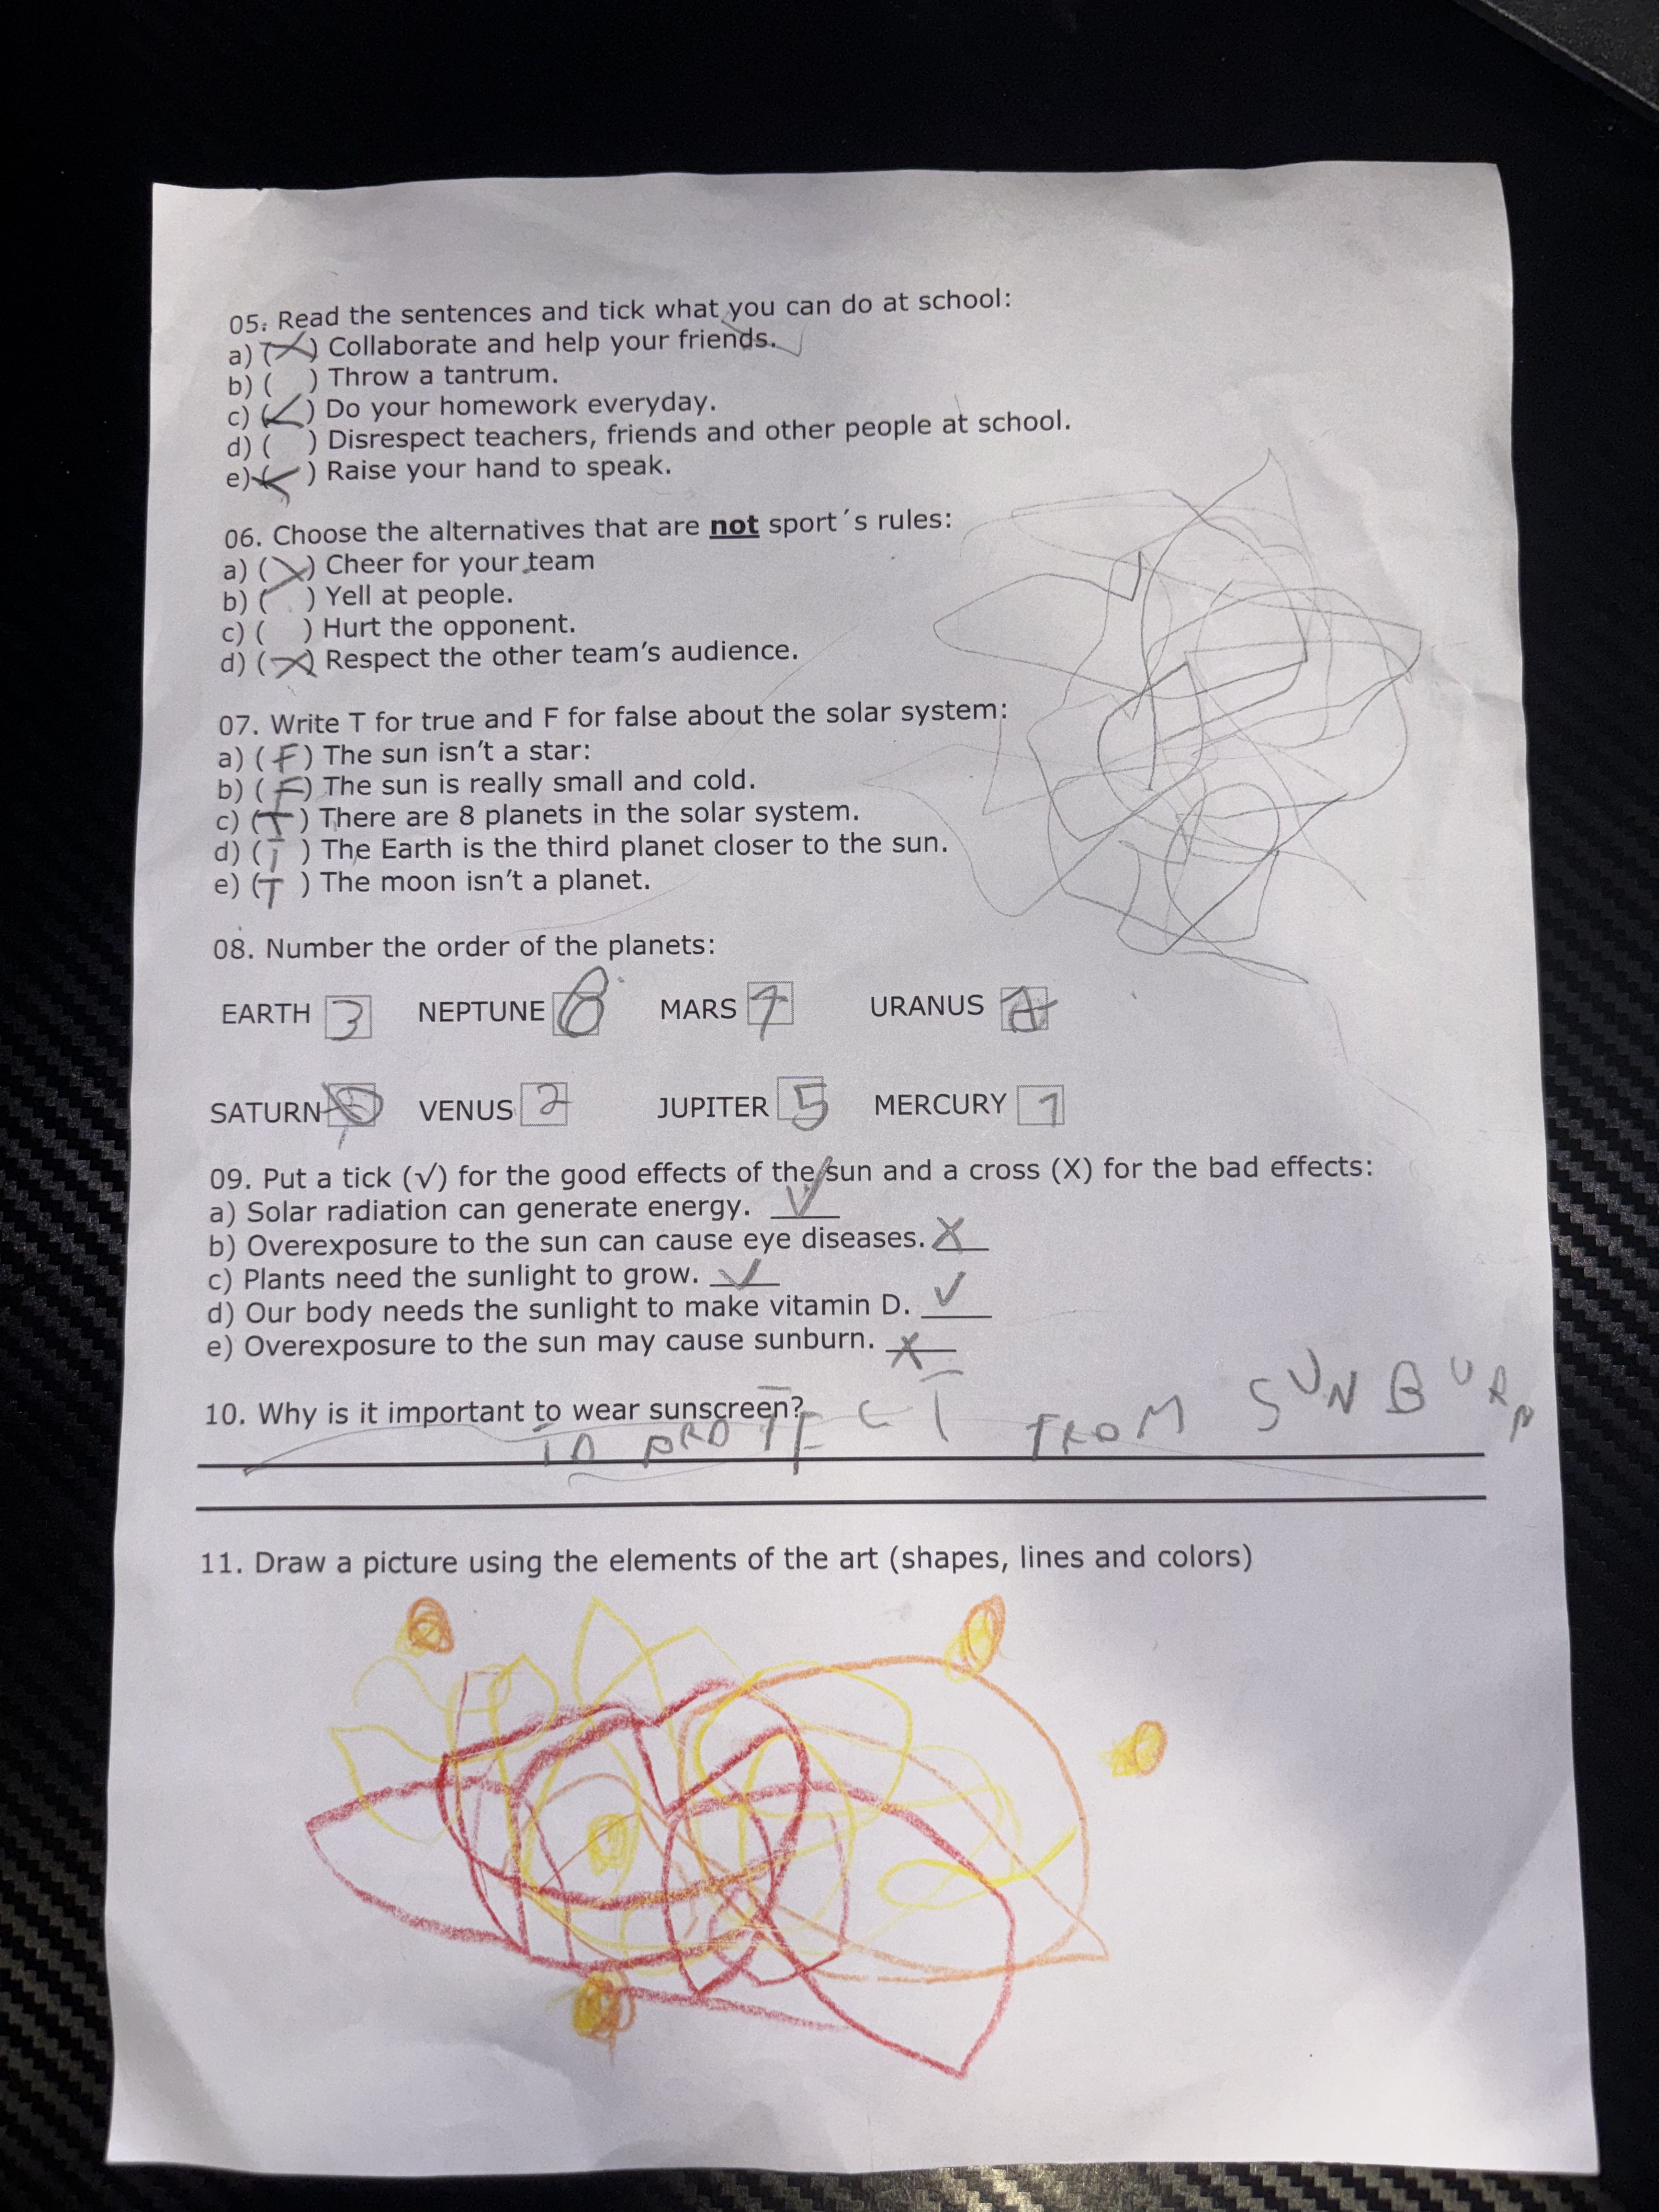 05. Read the sentences and tick what you can do at school:
a) (X) Collaborate and help your friends.
b) ( ) Throw a tantrum.
c) (✓) Do your homework everyday.
d) ( ) Disrespect teachers, friends and other people at school.
e) (✓) Raise your hand to speak.
06. Choose the alternatives that are not sport´s rules:
a) (X) Cheer for your team
b) ( ) Yell at people.
c) ( ) Hurt the opponent.
d) (X) Respect the other team's audience.
07. Write T for true and F for false about the solar system:
a) (F) The sun isn't a star:
b) (F) The sun is really small and cold.
c) (T) There are 8 planets in the solar system.
d) (T) The Earth is the third planet closer to the sun.
e) (T) The moon isn't a planet.
08. Number the order of the planets:
EARTH 3 NEPTUNE 8 MARS URANUS
SATURN VENUS 2 JUPITER 5 MERCURY 1
09. Put a tick (√) for the good effects of the sun and a cross (X) for the bad effects:
a) Solar radiation can generate energy. ✓
b) Overexposure to the sun can cause eye diseases. X
c) Plants need the sunlight to grow. ✓
d) Our body needs the sunlight to make vitamin D. ✓
e) Overexposure to the sun may cause sunburn. X
10. Why is it important to wear sunscreen?
TO PROTECT FROM SUNBURN
11. Draw a picture using the elements of the art (shapes, lines and colors)